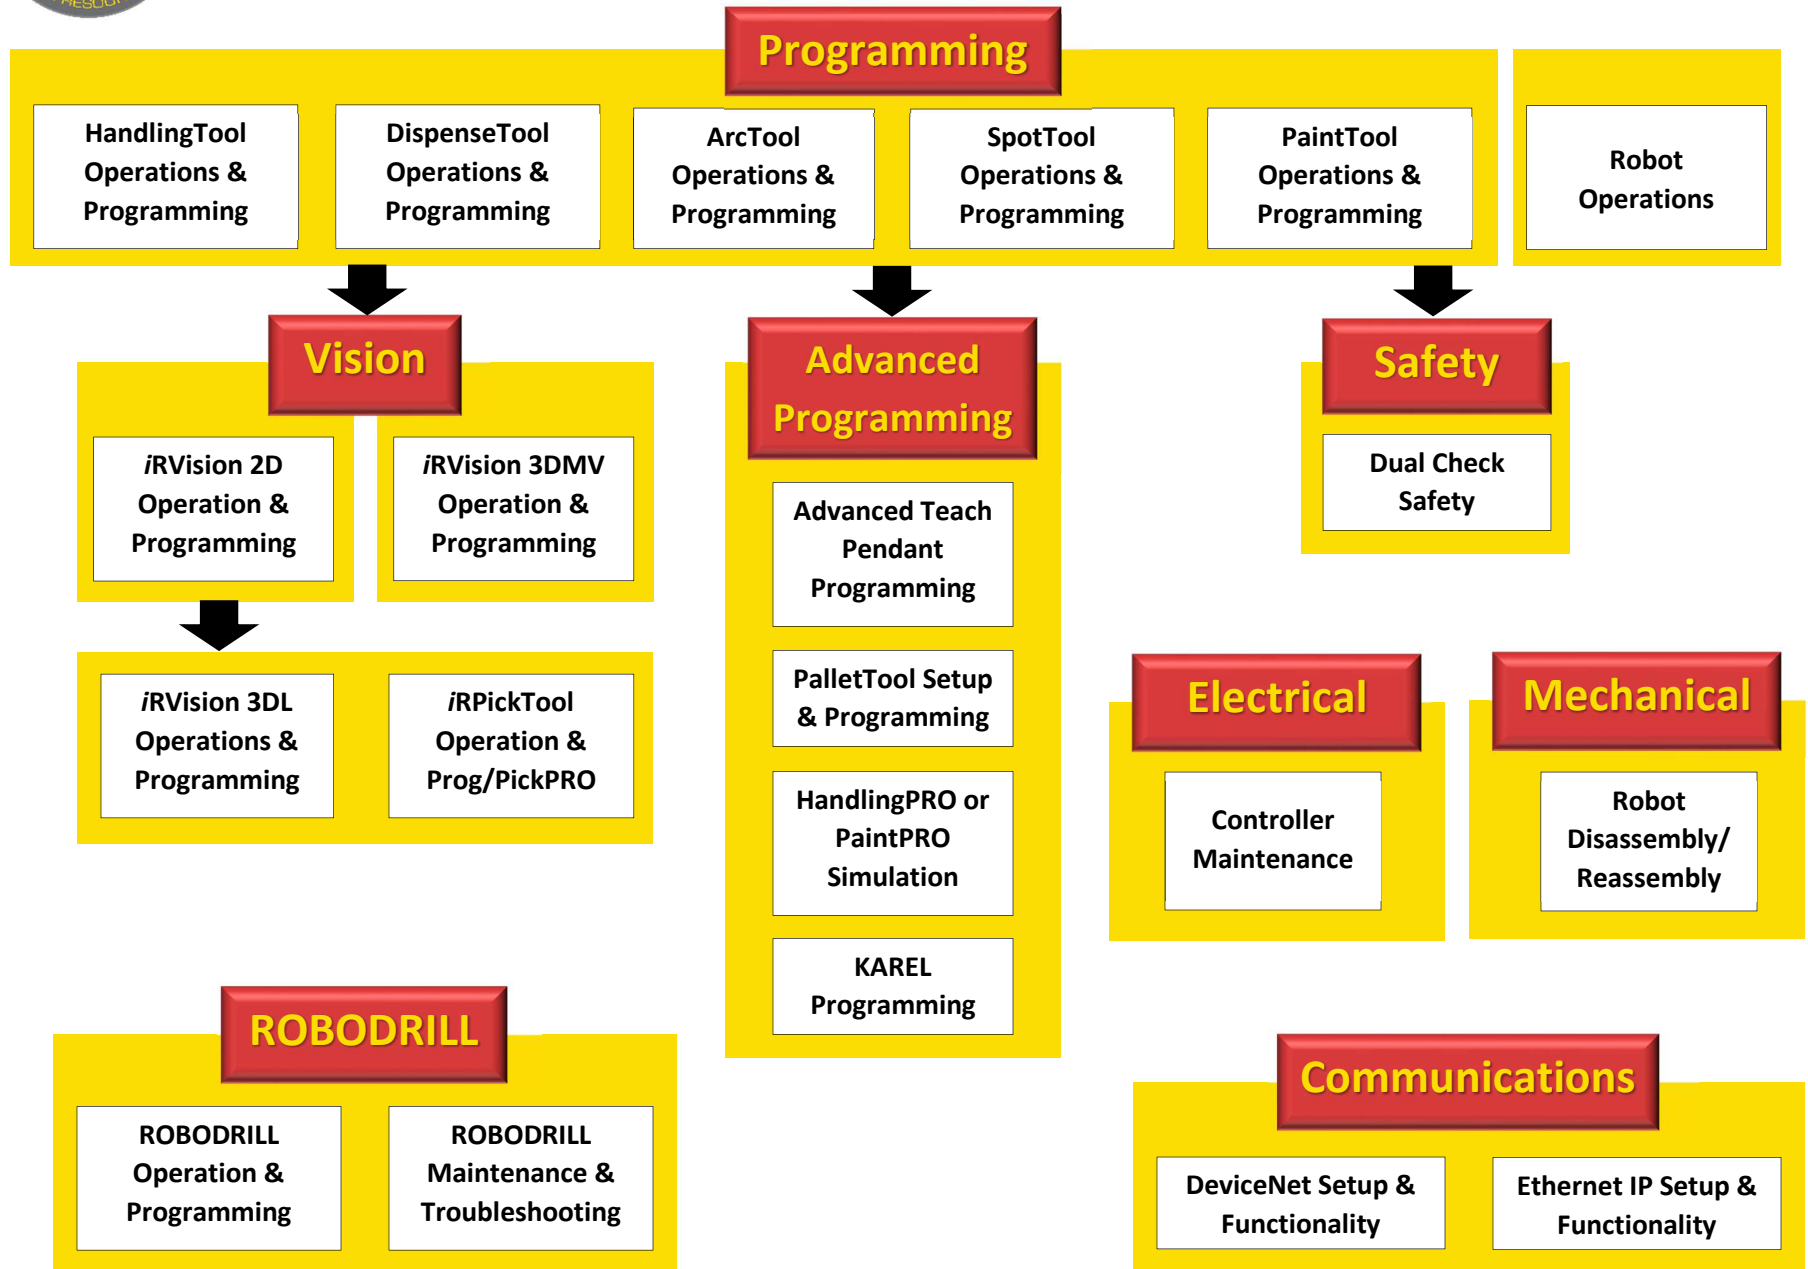 Programming
HandlingTool
Operations &
Programming
DispenseTool
Operations &
Programming
ArcTool
Operations &
Programming
SpotTool
Operations &
Programming
PaintTool
Operations &
Programming
Robot
Operations
Vision
iRVision 2D
Operation &
Programming
iRVision 3DMV
Operation &
Programming
iRVision 3DL
Operations &
Programming
iRPickTool
Operation &
Prog/PickPRO
Advanced
Programming
Advanced Teach
Pendant
Programming
PalletTool Setup
& Programming
HandlingPRO or
PaintPRO
Simulation
KAREL
Programming
Safety
Dual Check
Safety
Electrical
Controller
Maintenance
Mechanical
Robot
Disassembly/
Reassembly
ROBODRILL
ROBODRILL
Operation &
Programming
ROBODRILL
Maintenance &
Troubleshooting
Communications
DeviceNet Setup &
Functionality
Ethernet IP Setup &
Functionality